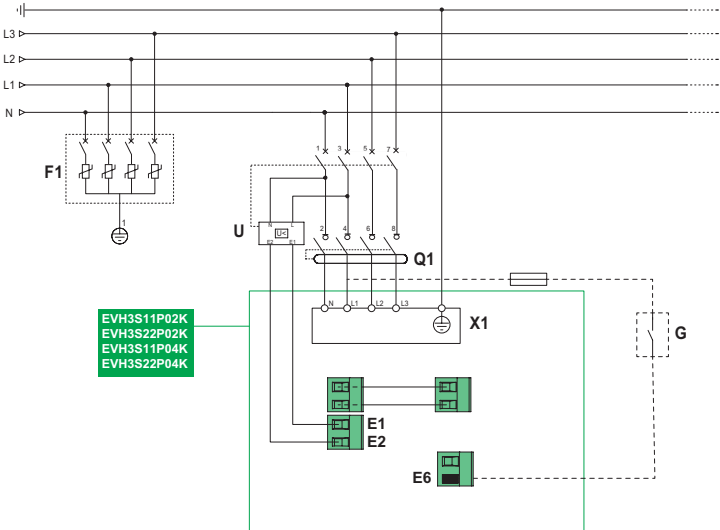 L3
L2
L1
N
1
3
5
7
F1
1
U
N
L
U<
E2
E1
2
4
6
8
Q1
N
L1
L2
L3
X1
EVH3S11P02K
EVH3S22P02K
EVH3S11P04K
EVH3S22P04K
G
E1
E2
E6